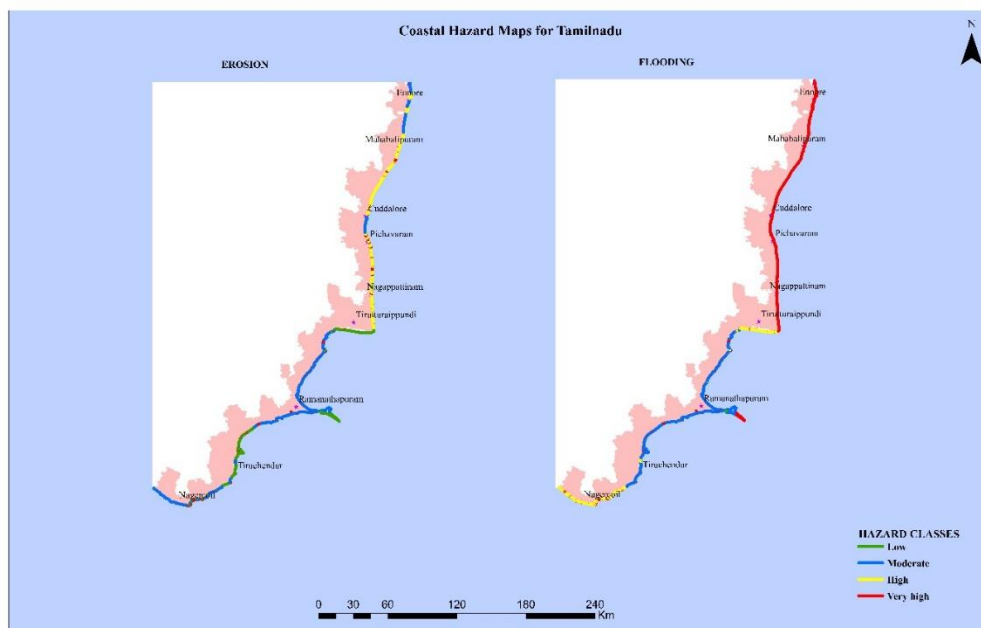 Coastal Hazard Maps for Tamilnadu
N
EROSION
FLOODING
Ennore
Mahabalipuram
Cuddalore
Pichavaram
Nagappattinam
Tiruturaippundi
Ramanathapuram
Tiruchendur
Nagercoil
Ennore
Mahabalipuram
Cuddalore
Pichavaram
Nagappattinam
Tiruturaippundi
Ramanathapuram
Tiruchendur
Nagercoil
HAZARD CLASSES
Low
Moderate
High
Very high
0 30 60 120 180 240
Km